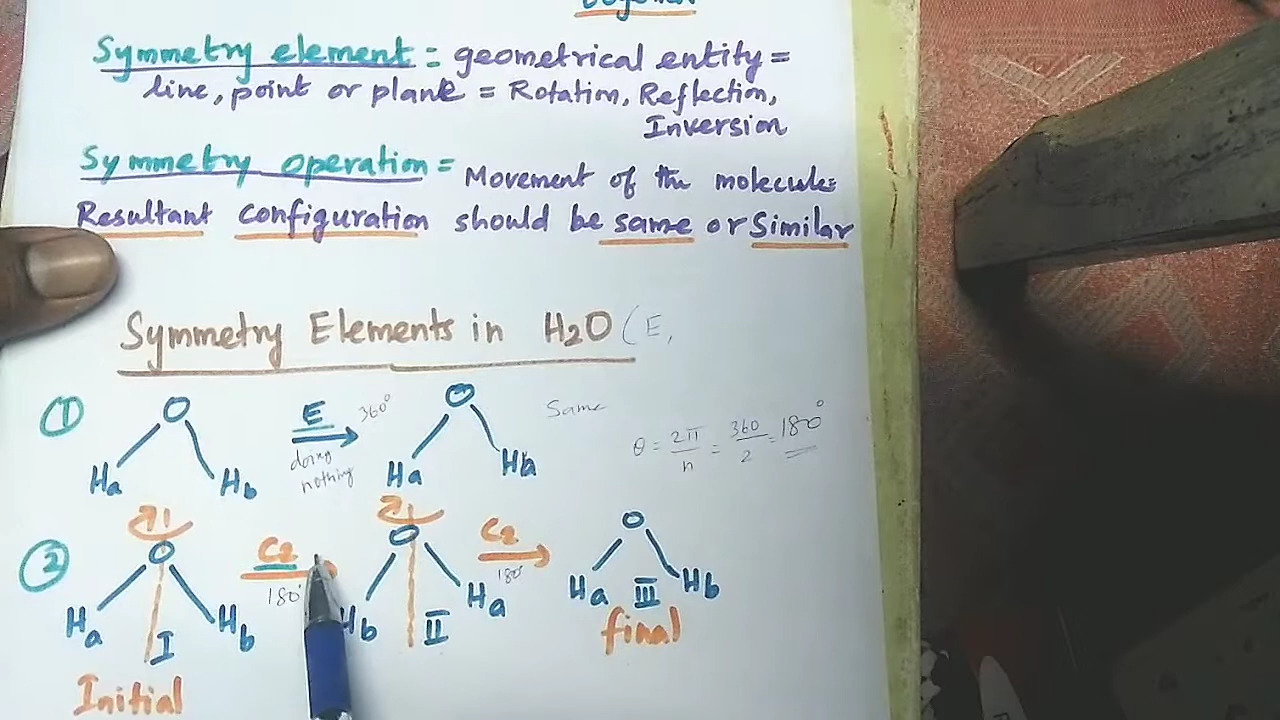 Symmetry element = geometrical entity =
line, point or plane = Rotation, Reflection,
Inversion
Symmetry operation = Movement of the molecule =
Resultant configuration should be same or Similar
Symmetry Elements in H2O (E,
① O E 360° O Same
doing
nothing
Ha Hb Ha Hb
θ = 2π/n = 360/2 = 180°
② O C2 O C2 O
180° 180°
Ha Hb Hb Ha Ha Hb
I II III
Initial final